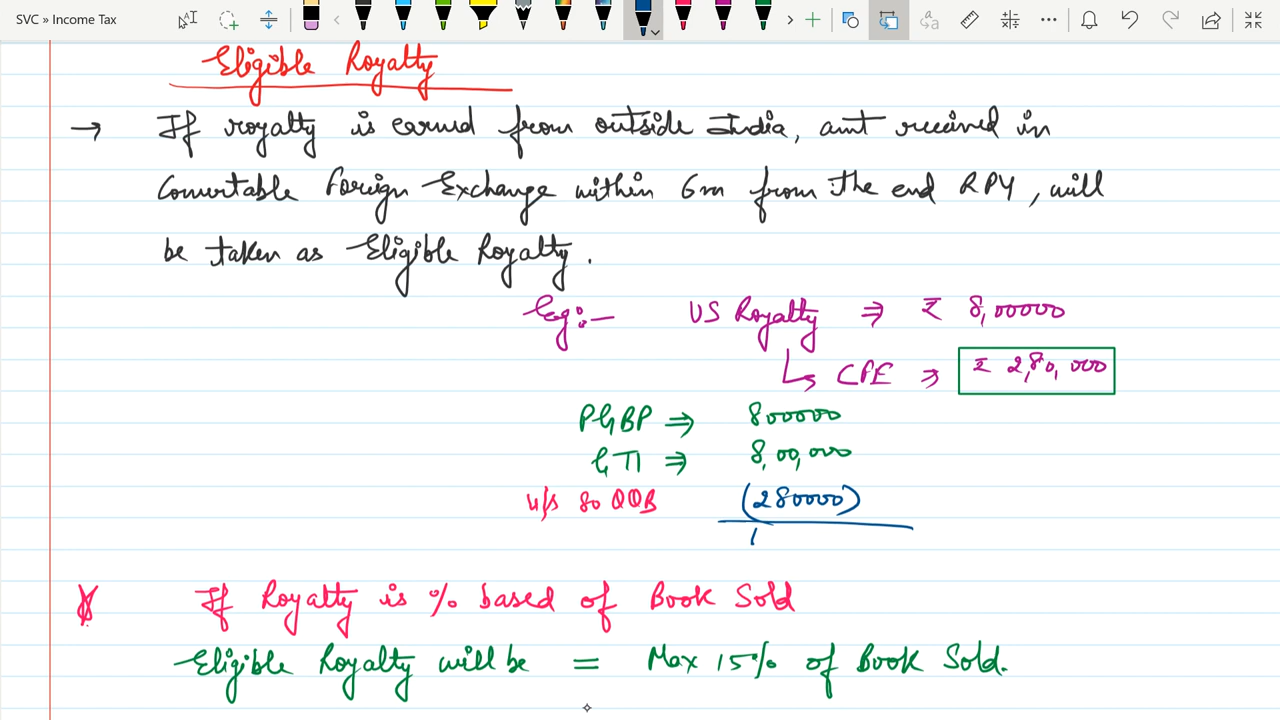 SVC » Income Tax
Eligible Royalty
→ If royalty is earned from outside India, amt received in
Convertable Foreign Exchange within 6m from the end RPY, will
be taken as Eligible Royalty.
Eg:- US Royalty ⇒ ₹ 8,00000
↳ CFE ⇒ ₹ 2,80,000
PGBP ⇒ 800000
GTI ⇒ 8,00,000
u/s 80 QQB (280000)
If Royalty is % based of Book Sold
Eligible Royalty will be = Max 15% of Book Sold.